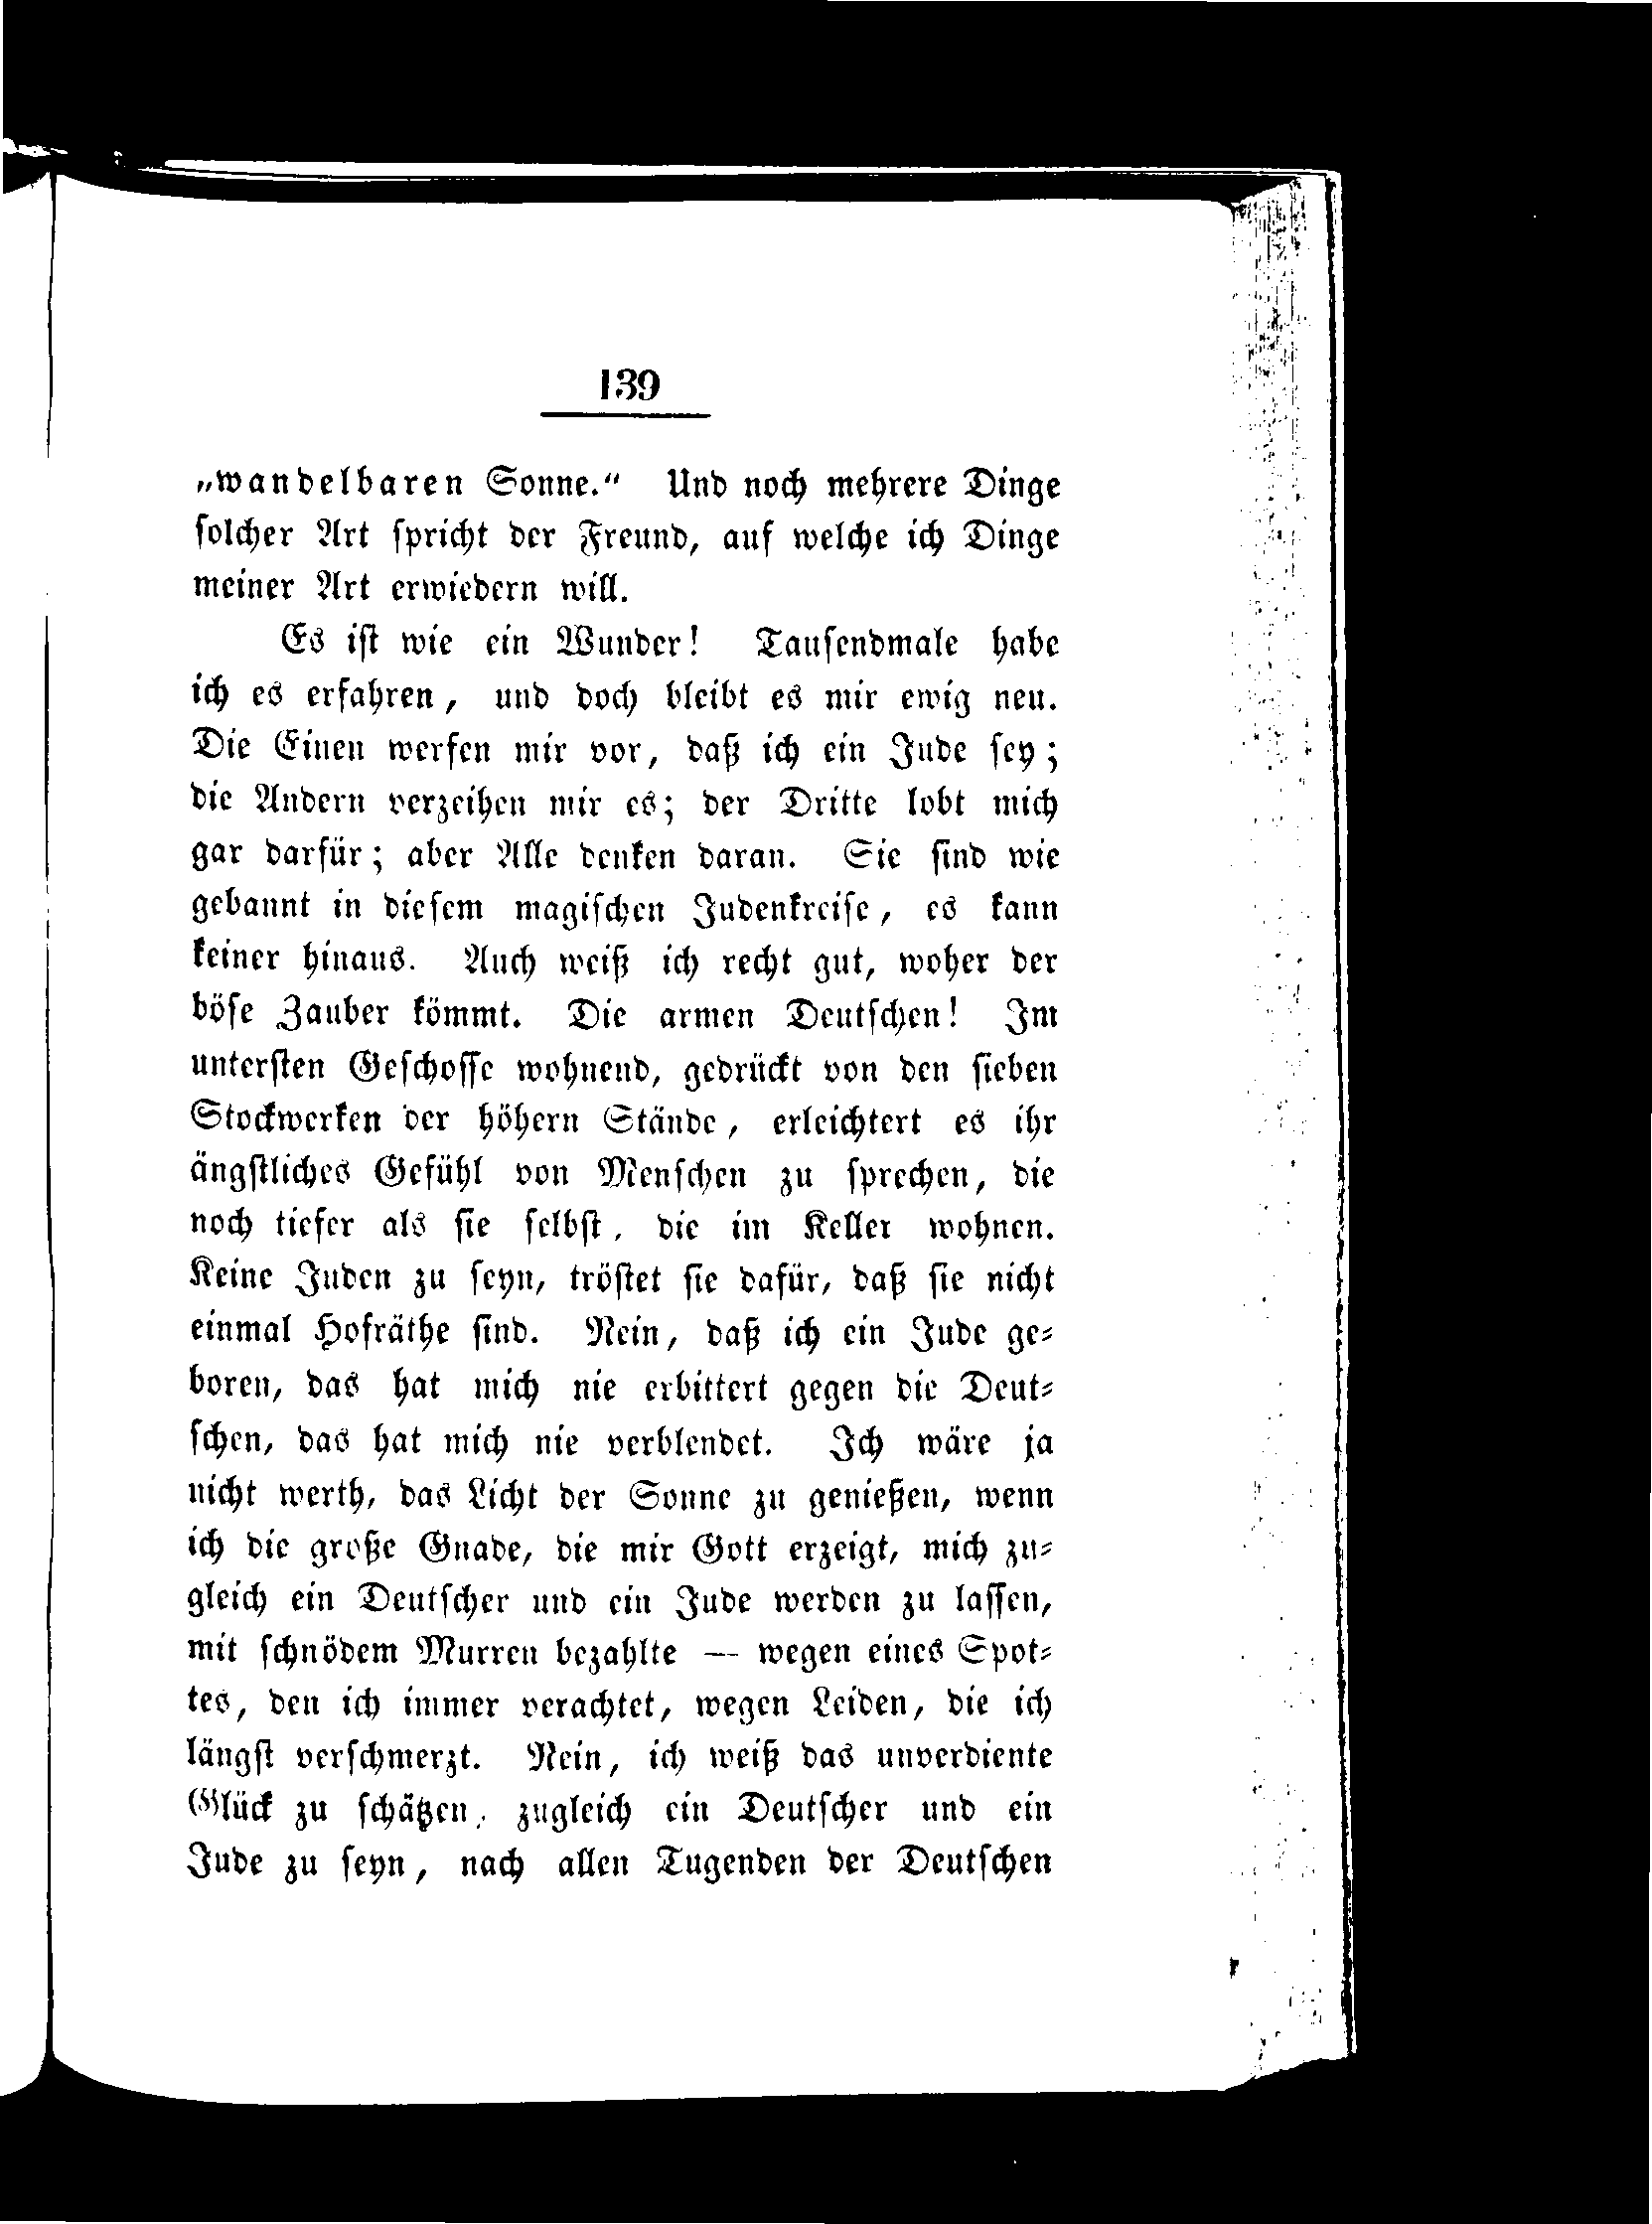 139
„wandelbaren Sonne.“ Und noch mehrere Dinge
solcher Art spricht der Freund, auf welche ich Dinge
meiner Art erwiedern will.
Es ist wie ein Wunder! Tausendmale habe
ich es erfahren, und doch bleibt es mir ewig neu.
Die Einen werfen mir vor, daß ich ein Jude sey;
die Andern verzeihen mir es; der Dritte lobt mich
gar darfür; aber Alle denken daran. Sie sind wie
gebannt in diesem magischen Judenkreise, es kann
keiner hinaus. Auch weiß ich recht gut, woher der
böse Zauber kömmt. Die armen Deutschen! Im
untersten Geschosse wohnend, gedrückt von den sieben
Stockwerken der höhern Stände, erleichtert es ihr
ängstliches Gefühl von Menschen zu sprechen, die
noch tiefer als sie selbst, die im Keller wohnen.
Keine Juden zu seyn, tröstet sie dafür, daß sie nicht
einmal Hofräthe sind. Nein, daß ich ein Jude ge-
boren, das hat mich nie erbittert gegen die Deut-
schen, das hat mich nie verblendet. Ich wäre ja
nicht werth, das Licht der Sonne zu genießen, wenn
ich die große Gnade, die mir Gott erzeigt, mich zu-
gleich ein Deutscher und ein Jude werden zu lassen,
mit schnödem Murren bezahlte — wegen eines Spot-
tes, den ich immer verachtet, wegen Leiden, die ich
längst verschmerzt. Nein, ich weiß das unverdiente
Glück zu schätzen, zugleich ein Deutscher und ein
Jude zu seyn, nach allen Tugenden der Deutschen